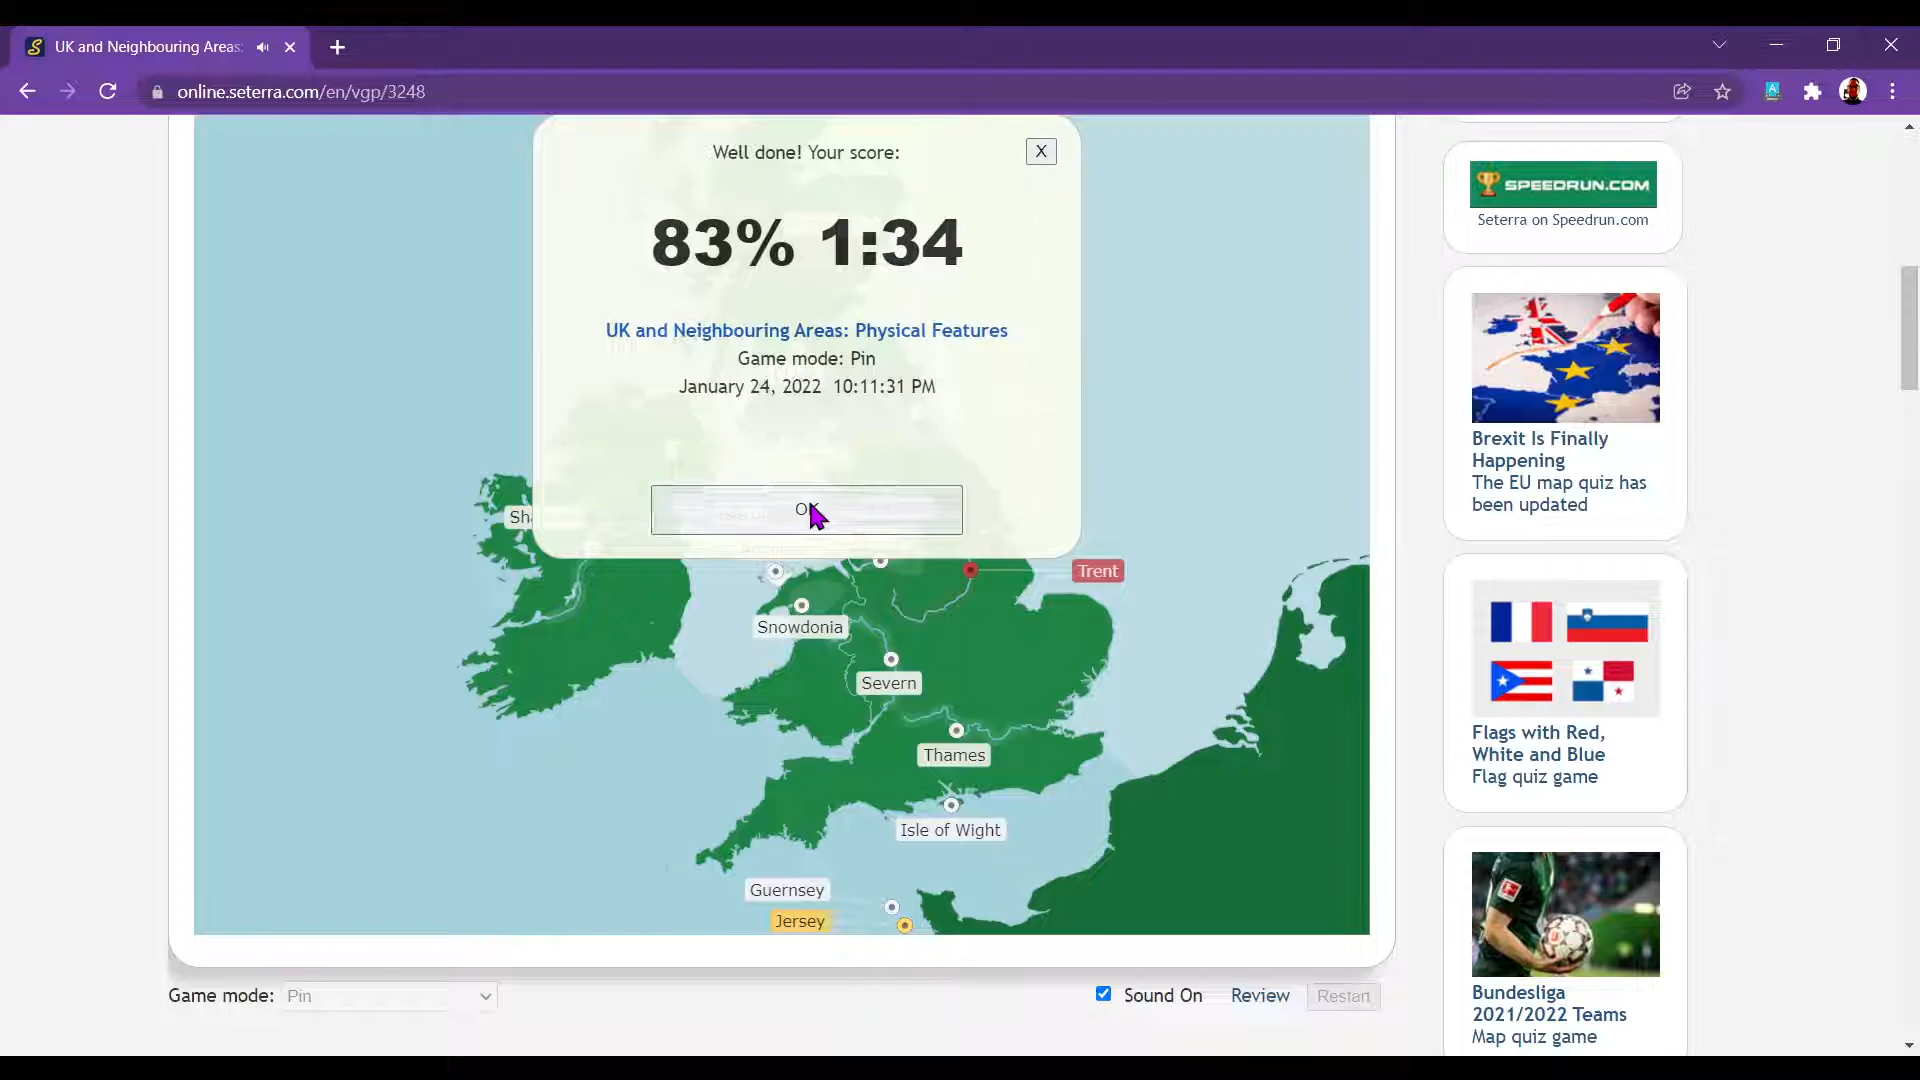 UK and Neighbouring Areas:
online.seterra.com/en/vgp/3248
Well done! Your score:
X
83% 1:34
UK and Neighbouring Areas: Physical Features
Game mode: Pin
January 24, 2022 10:11:31 PM
OK
Trent
Snowdonia
Severn
Thames
Isle of Wight
Guernsey
Jersey
Game mode: Pin
Sound On
Review
Restart
SPEEDRUN.COM
Seterra on Speedrun.com
Brexit Is Finally
Happening
The EU map quiz has
been updated
Flags with Red,
White and Blue
Flag quiz game
Bundesliga
2021/2022 Teams
Map quiz game